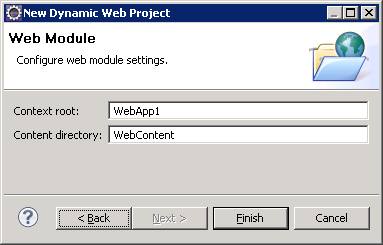 New Dynamic Web Project
Web Module
Configure web module settings.
Context root: WebApp1
Content directory: WebContent
? < Back Next > Finish Cancel